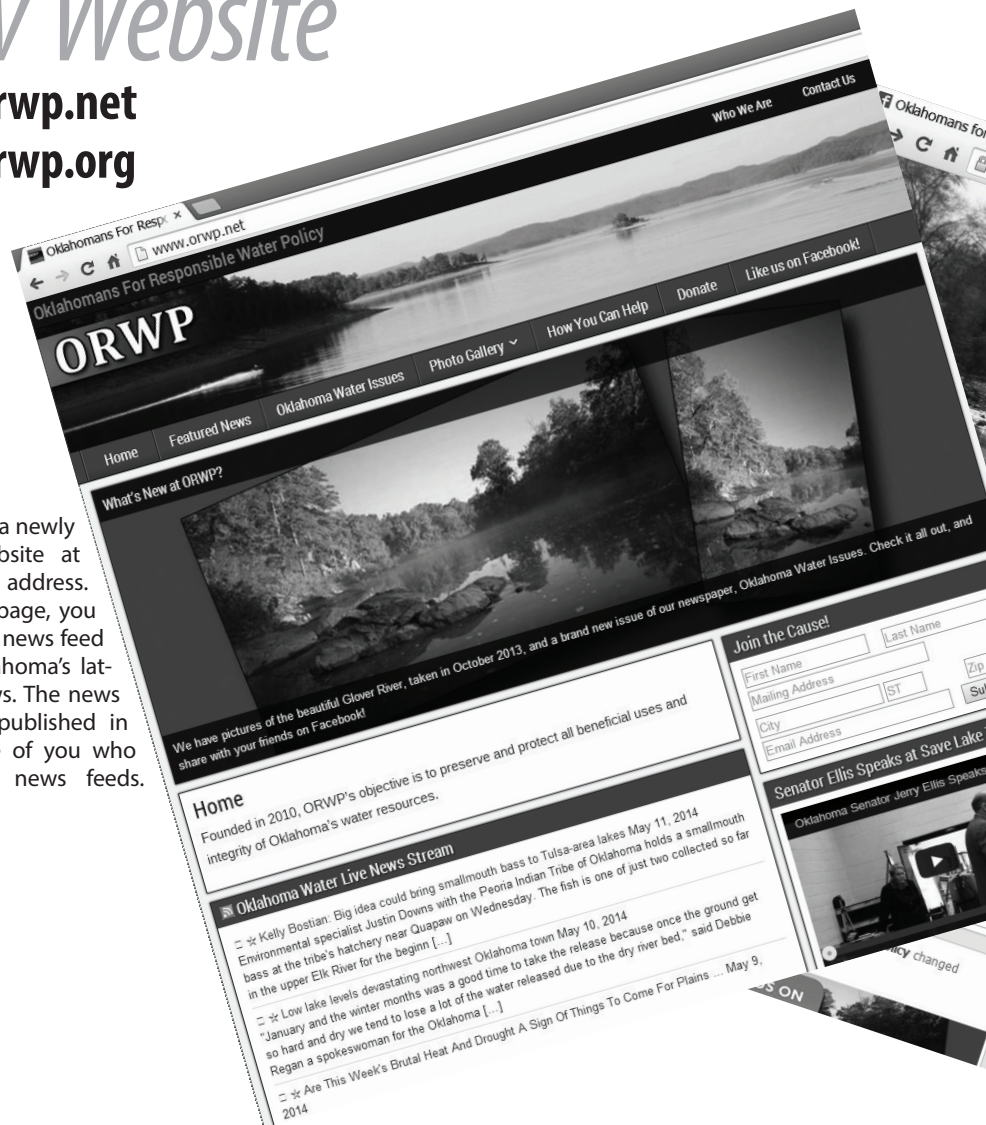 Website
rwp.net
rwp.org
a newly
bsite at
address.
page, you
news feed
ahoma's lat-
ws. The news
published in
e of you who
news feeds.
Oklahomans For Resp
www.orwp.net
Who We Are
Contact Us
Oklahomans For Responsible Water Policy
ORWP
Home
Featured News
Oklahoma Water Issues
Photo Gallery
How You Can Help
Donate
Like us on Facebook!
What's New at ORWP?
We have pictures of the beautiful Glover River, taken in October 2013, and a brand new issue of our newspaper, Oklahoma Water Issues. Check it all out, and
share with your friends on Facebook!
Home
Founded in 2010, ORWP's objective is to preserve and protect all beneficial uses and
integrity of Oklahoma's water resources.
Oklahoma Water Live News Stream
Kelly Bostian: Big idea could bring smallmouth bass to Tulsa-area lakes May 11, 2014
Environmental specialist Justin Downs with the Peoria Indian Tribe of Oklahoma holds a smallmouth
bass at the tribe's hatchery near Quapaw on Wednesday. The fish is one of just two collected so far
in the upper Elk River for the beginn [...]
Low lake levels devastating northwest Oklahoma town May 10, 2014
"January and the winter months was a good time to take the release because once the ground get
so hard and dry we tend to lose a lot of the water released due to the dry river bed," said Debbie
Regan a spokeswoman for the Oklahoma [...]
Are This Week's Brutal Heat And Drought A Sign Of Things To Come For Plains ... May 9,
2014
Join the Cause!
First Name
Last Name
Mailing Address
City
ST
Zip
Email Address
Senator Ellis Speaks at Save Lake
Oklahoma Senator Jerry Ellis Speaks
Oklahomans for
icy changed
S ON